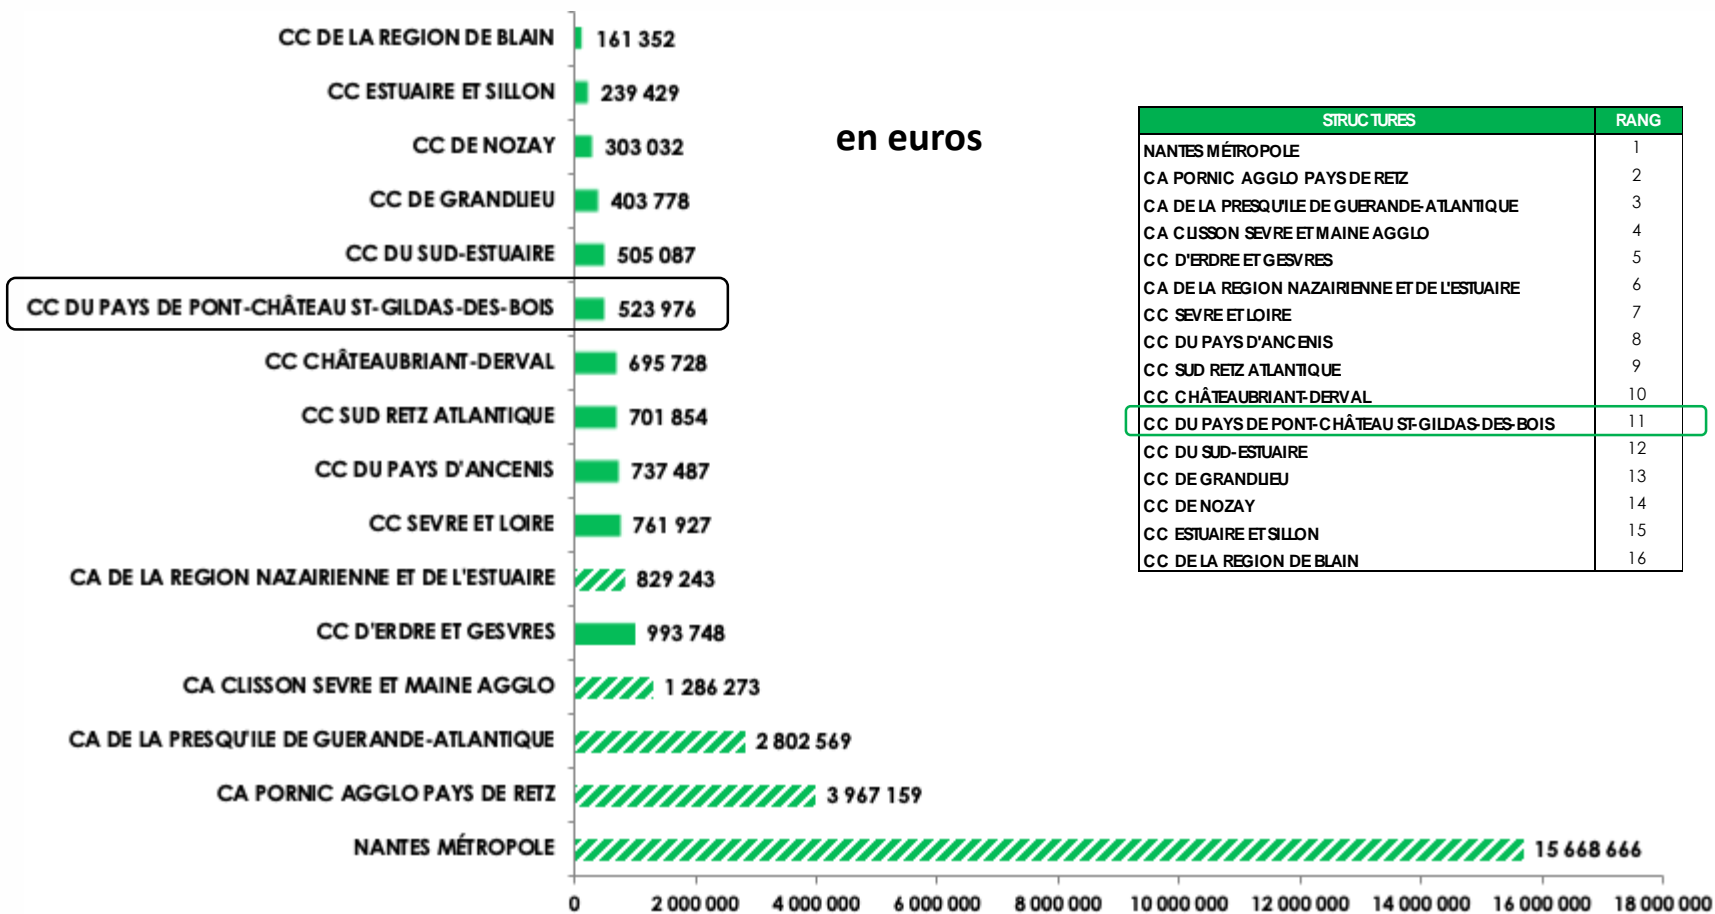 CC DE LA REGION DE BLAIN 161 352
CC ESTUAIRE ET SILLON 239 429
CC DE NOZAY 303 032
CC DE GRANDLIEU 403 778
CC DU SUD-ESTUAIRE 505 087
CC DU PAYS DE PONT-CHÂTEAU ST-GILDAS-DES-BOIS 523 976
CC CHÂTEAUBRIANT-DERVAL 695 728
CC SUD RETZ ATLANTIQUE 701 854
CC DU PAYS D'ANCENIS 737 487
CC SEVRE ET LOIRE 761 927
CA DE LA REGION NAZAIRIENNE ET DE L'ESTUAIRE 829 243
CC D'ERDRE ET GESVRES 993 748
CA CLISSON SEVRE ET MAINE AGGLO 1 286 273
CA DE LA PRESQU'ILE DE GUERANDE-ATLANTIQUE 2 802 569
CA PORNIC AGGLO PAYS DE RETZ 3 967 159
NANTES MÉTROPOLE 15 668 666
0 2 000 000 4 000 000 6 000 000 8 000 000 10 000 000 12 000 000 14 000 000 16 000 000 18 000 000
en euros
STRUCTURES RANG
NANTES MÉTROPOLE 1
CA PORNIC AGGLO PAYS DE RETZ 2
CA DE LA PRESQU'ILE DE GUERANDE-ATLANTIQUE 3
CA CLISSON SEVRE ET MAINE AGGLO 4
CC D'ERDRE ET GESVRES 5
CA DE LA REGION NAZAIRIENNE ET DE L'ESTUAIRE 6
CC SEVRE ET LOIRE 7
CC DU PAYS D'ANCENIS 8
CC SUD RETZ ATLANTIQUE 9
CC CHÂTEAUBRIANT-DERVAL 10
CC DU PAYS DE PONT-CHÂTEAU ST-GILDAS-DES-BOIS 11
CC DU SUD-ESTUAIRE 12
CC DE GRANDLIEU 13
CC DE NOZAY 14
CC ESTUAIRE ET SILLON 15
CC DE LA REGION DE BLAIN 16